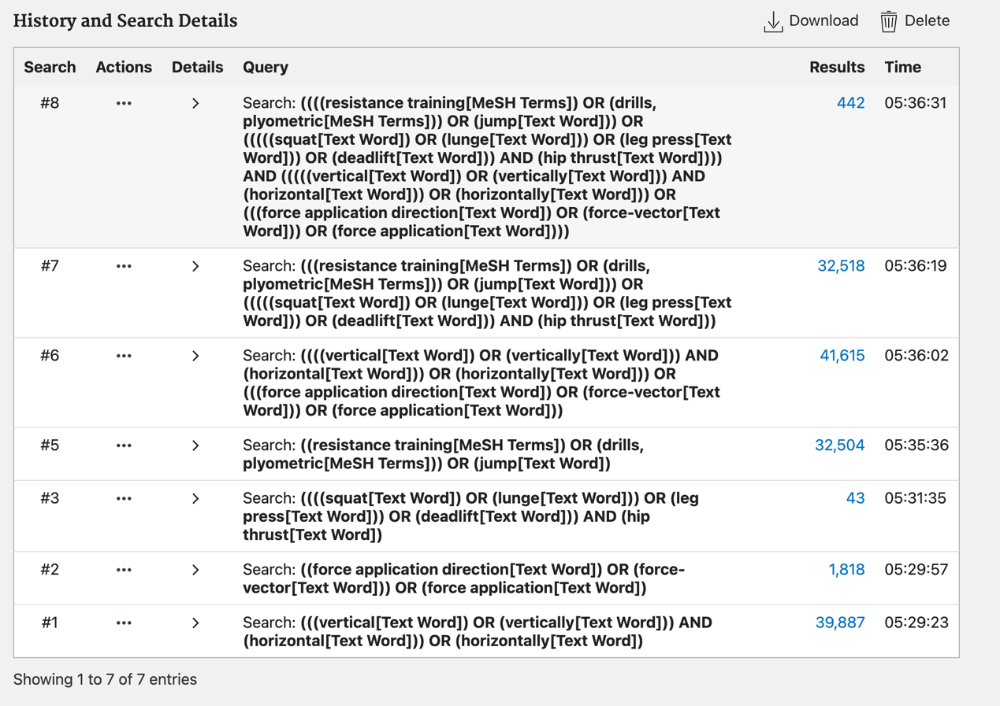 History and Search Details
Download
Delete
Search Actions Details Query Results Time
#8 ••• > Search: ((((resistance training[MeSH Terms]) OR (drills, 442 05:36:31
plyometric[MeSH Terms])) OR (jump[Text Word])) OR
(((((squat[Text Word]) OR (lunge[Text Word])) OR (leg press[Text
Word])) OR (deadlift[Text Word])) AND (hip thrust[Text Word])))
AND (((((vertical[Text Word]) OR (vertically[Text Word])) AND
(horizontal[Text Word])) OR (horizontally[Text Word])) OR
(((force application direction[Text Word]) OR (force-vector[Text
Word])) OR (force application[Text Word])))
#7 ••• > Search: (((resistance training[MeSH Terms]) OR (drills, 32,518 05:36:19
plyometric[MeSH Terms])) OR (jump[Text Word])) OR
(((((squat[Text Word]) OR (lunge[Text Word])) OR (leg press[Text
Word])) OR (deadlift[Text Word])) AND (hip thrust[Text Word]))
#6 ••• > Search: ((((vertical[Text Word]) OR (vertically[Text Word])) AND 41,615 05:36:02
(horizontal[Text Word])) OR (horizontally[Text Word])) OR
(((force application direction[Text Word]) OR (force-vector[Text
Word])) OR (force application[Text Word]))
#5 ••• > Search: ((resistance training[MeSH Terms]) OR (drills, 32,504 05:35:36
plyometric[MeSH Terms])) OR (jump[Text Word])
#3 ••• > Search: ((((squat[Text Word]) OR (lunge[Text Word])) OR (leg 43 05:31:35
press[Text Word])) OR (deadlift[Text Word])) AND (hip
thrust[Text Word])
#2 ••• > Search: ((force application direction[Text Word]) OR (force- 1,818 05:29:57
vector[Text Word])) OR (force application[Text Word])
#1 ••• > Search: (((vertical[Text Word]) OR (vertically[Text Word])) AND 39,887 05:29:23
(horizontal[Text Word])) OR (horizontally[Text Word])
Showing 1 to 7 of 7 entries